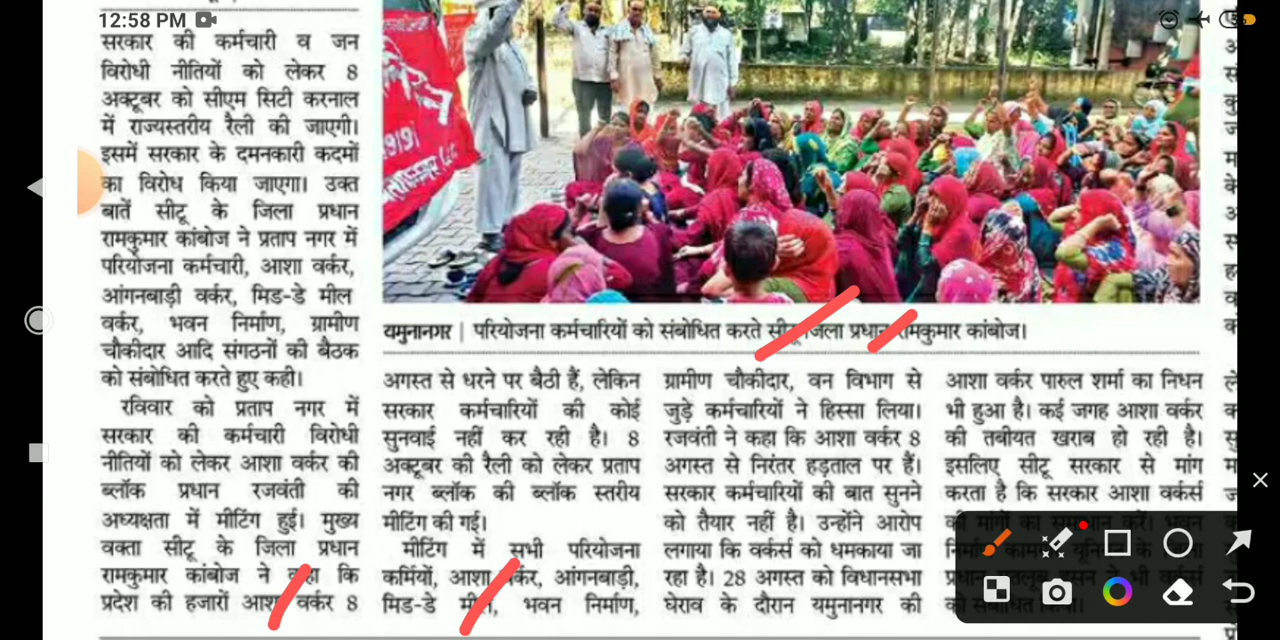 12:58 PM
सरकार की कर्मचारी व जन
विरोधी नीतियों को लेकर 8
अक्टूबर को सीएम सिटी करनाल
में राज्यस्तरीय रैली की जाएगी।
इसमें सरकार के दमनकारी कदमों
का विरोध किया जाएगा। उक्त
बातें सीटू के जिला प्रधान
रामकुमार कांबोज ने प्रताप नगर में
परियोजना कर्मचारी, आशा वर्कर,
आंगनबाड़ी वर्कर, मिड-डे मील
वर्कर, भवन निर्माण, ग्रामीण
चौकीदार आदि संगठनों की बैठक
को संबोधित करते हुए कही।
रविवार को प्रताप नगर में
सरकार की कर्मचारी विरोधी
नीतियों को लेकर आशा वर्कर की
ब्लॉक प्रधान रजवंती की
अध्यक्षता में मीटिंग हुई। मुख्य
वक्ता सीटू के जिला प्रधान
रामकुमार कांबोज ने कहा कि
प्रदेश की हजारों आशा वर्कर 8
यमुनानगर | परियोजना कर्मचारियों को संबोधित करते सीटू जिला प्रधान रामकुमार कांबोज।
अगस्त से धरने पर बैठी हैं, लेकिन
सरकार कर्मचारियों की कोई
सुनवाई नहीं कर रही है। 8
अक्टूबर की रैली को लेकर प्रताप
नगर ब्लॉक की ब्लॉक स्तरीय
मीटिंग की गई।
मीटिंग में सभी परियोजना
कर्मियों, आशा वर्कर, आंगनबाड़ी,
मिड-डे मील, भवन निर्माण,
ग्रामीण चौकीदार, वन विभाग से
जुड़े कर्मचारियों ने हिस्सा लिया।
रजवंती ने कहा कि आशा वर्कर 8
अगस्त से निरंतर हड़ताल पर हैं।
सरकार कर्मचारियों की बात सुनने
को तैयार नहीं है। उन्होंने आरोप
लगाया कि वर्कर्स को धमकाया जा
रहा है। 28 अगस्त को विधानसभा
घेराव के दौरान यमुनानगर की
आशा वर्कर पारुल शर्मा का निधन
भी हुआ है। कई जगह आशा वर्कर
की तबीयत खराब हो रही है।
इसलिए सीटू सरकार से मांग
करता है कि सरकार आशा वर्कर्स
की मांगों का समाधान करें। भवन